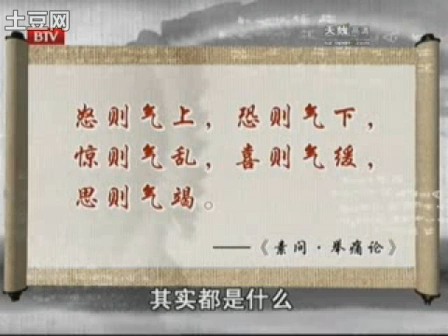 土豆网
BTV
怒则气上，恐则气下，
惊则气乱，喜则气缓，
思则气竭。
——《素问·举痛论》
其实都是什么